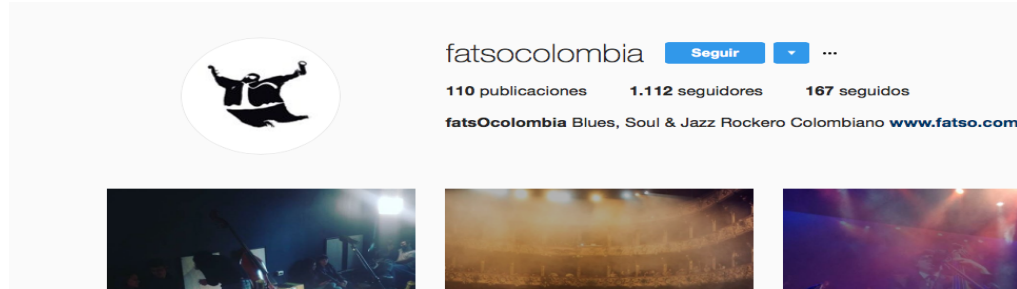 fatsocolombia Seguir ...
110 publicaciones 1.112 seguidores 167 seguidos
fatsOcolombia Blues, Soul & Jazz Rockero Colombiano www.fatso.com